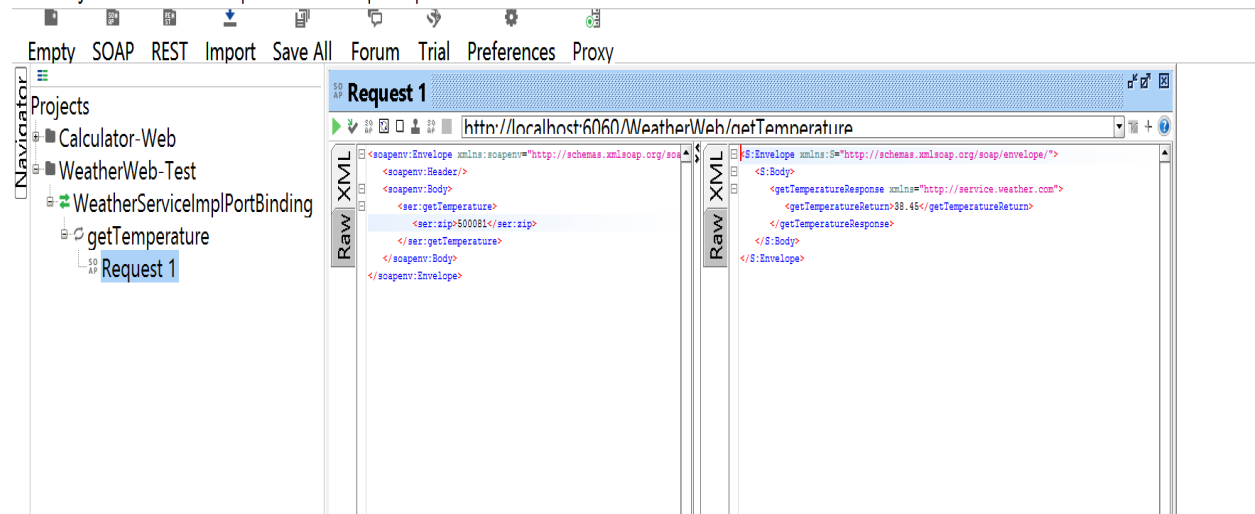 Empty SOAP REST Import Save All Forum Trial Preferences Proxy
Navigator
Projects
Calculator-Web
WeatherWeb-Test
WeatherServiceImplPortBinding
getTemperature
SO AP Request 1
SO AP Request 1
http://localhost:6060/WeatherWeb/getTemperature
XML
Raw
<soapenv:Envelope xmlns:soapenv="http://schemas.xmlsoap.org/soa
<soapenv:Header/>
<soapenv:Body>
<ser:getTemperature>
<ser:zip>500081</ser:zip>
</ser:getTemperature>
</soapenv:Body>
</soapenv:Envelope>
XML
Raw
<S:Envelope xmlns:S="http://schemas.xmlsoap.org/soap/envelope/">
<S:Body>
<getTemperatureResponse xmlns="http://service.weather.com">
<getTemperatureReturn>38.45</getTemperatureReturn>
</getTemperatureResponse>
</S:Body>
</S:Envelope>